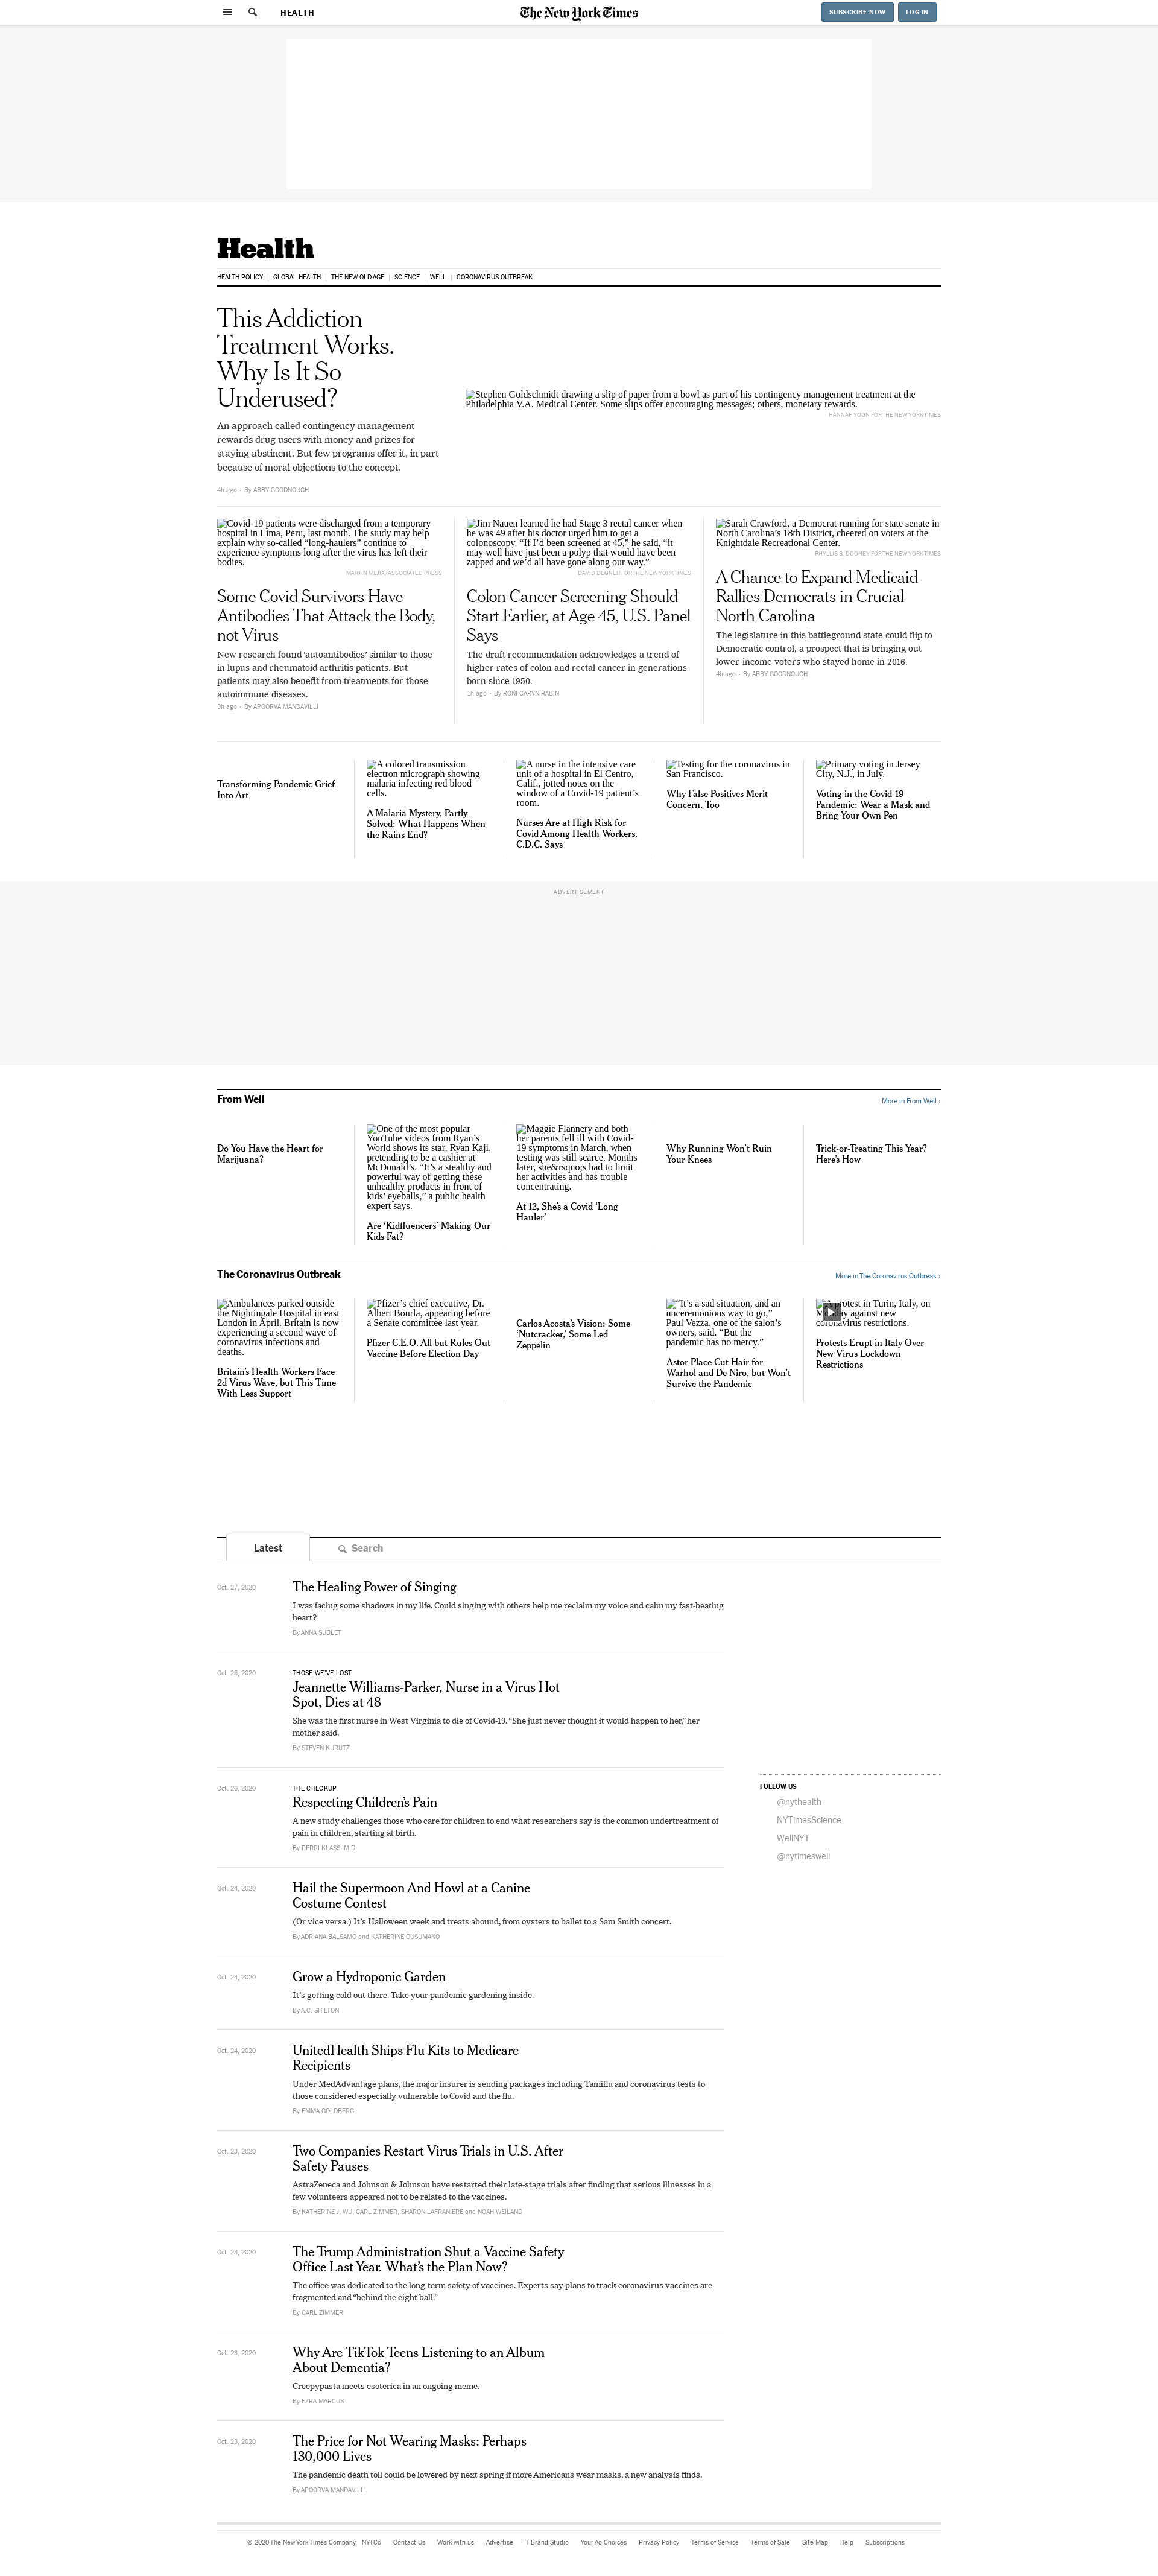 HEALTH
The New York Times
SUBSCRIBE NOW
LOG IN
Health
HEALTH POLICY
GLOBAL HEALTH
THE NEW OLD AGE
SCIENCE
WELL
CORONAVIRUS OUTBREAK
This Addiction
Treatment Works.
Why Is It So
Underused?
An approach called contingency management
rewards drug users with money and prizes for
staying abstinent. But few programs offer it, in part
because of moral objections to the concept.
4h ago • By ABBY GOODNOUGH
Stephen Goldschmidt drawing a slip of paper from a bowl as part of his contingency management treatment at the
Philadelphia V.A. Medical Center. Some slips offer encouraging messages; others, monetary rewards.
HANNAH YOON FOR THE NEW YORK TIMES
Covid-19 patients were discharged from a temporary
hospital in Lima, Peru, last month. The study may help
explain why so-called “long-haulers” continue to
experience symptoms long after the virus has left their
bodies.
MARTIN MEJIA/ASSOCIATED PRESS
Some Covid Survivors Have
Antibodies That Attack the Body,
not Virus
New research found ‘autoantibodies’ similar to those
in lupus and rheumatoid arthritis patients. But
patients may also benefit from treatments for those
autoimmune diseases.
3h ago • By APOORVA MANDAVILLI
Jim Nauen learned he had Stage 3 rectal cancer when
he was 49 after his doctor urged him to get a
colonoscopy. “If I’d been screened at 45,” he said, “it
may well have just been a polyp that would have been
zapped and we’d all have gone along our way.”
DAVID DEGNER FOR THE NEW YORK TIMES
Colon Cancer Screening Should
Start Earlier, at Age 45, U.S. Panel
Says
The draft recommendation acknowledges a trend of
higher rates of colon and rectal cancer in generations
born since 1950.
1h ago • By RONI CARYN RABIN
Sarah Crawford, a Democrat running for state senate in
North Carolina’s 18th District, cheered on voters at the
Knightdale Recreational Center.
PHYLLIS B. DOONEY FOR THE NEW YORK TIMES
A Chance to Expand Medicaid
Rallies Democrats in Crucial
North Carolina
The legislature in this battleground state could flip to
Democratic control, a prospect that is bringing out
lower-income voters who stayed home in 2016.
4h ago • By ABBY GOODNOUGH
Transforming Pandemic Grief
Into Art
A colored transmission
electron micrograph showing
malaria infecting red blood
cells.
A Malaria Mystery, Partly
Solved: What Happens When
the Rains End?
A nurse in the intensive care
unit of a hospital in El Centro,
Calif., jotted notes on the
window of a Covid-19 patient’s
room.
Nurses Are at High Risk for
Covid Among Health Workers,
C.D.C. Says
Testing for the coronavirus in
San Francisco.
Why False Positives Merit
Concern, Too
Primary voting in Jersey
City, N.J., in July.
Voting in the Covid-19
Pandemic: Wear a Mask and
Bring Your Own Pen
ADVERTISEMENT
From Well
More in From Well ›
Do You Have the Heart for
Marijuana?
One of the most popular
YouTube videos from Ryan’s
World shows its star, Ryan Kaji,
pretending to be a cashier at
McDonald’s. “It’s a stealthy and
powerful way of getting these
unhealthy products in front of
kids’ eyeballs,” a public health
expert says.
Are ‘Kidfluencers’ Making Our
Kids Fat?
Maggie Flannery and both
her parents fell ill with Covid-
19 symptoms in March, when
testing was still scarce. Months
later, she&rsquo;s had to limit
her activities and has trouble
concentrating.
At 12, She’s a Covid ‘Long
Hauler’
Why Running Won’t Ruin
Your Knees
Trick-or-Treating This Year?
Here’s How
The Coronavirus Outbreak
More in The Coronavirus Outbreak ›
Ambulances parked outside
the Nightingale Hospital in east
London in April. Britain is now
experiencing a second wave of
coronavirus infections and
deaths.
Britain’s Health Workers Face
2d Virus Wave, but This Time
With Less Support
Pfizer’s chief executive, Dr.
Albert Bourla, appearing before
a Senate committee last year.
Pfizer C.E.O. All but Rules Out
Vaccine Before Election Day
Carlos Acosta’s Vision: Some
‘Nutcracker,’ Some Led
Zeppelin
“It’s a sad situation, and an
unceremonious way to go,”
Paul Vezza, one of the salon’s
owners, said. “But the
pandemic has no mercy.”
Astor Place Cut Hair for
Warhol and De Niro, but Won’t
Survive the Pandemic
A protest in Turin, Italy, on
against new
coronavirus restrictions.
Protests Erupt in Italy Over
New Virus Lockdown
Restrictions
Latest
Search
Oct. 27, 2020
The Healing Power of Singing
I was facing some shadows in my life. Could singing with others help me reclaim my voice and calm my fast-beating
heart?
By ANNA SUBLET
Oct. 26, 2020
THOSE WE’VE LOST
Jeannette Williams-Parker, Nurse in a Virus Hot
Spot, Dies at 48
She was the first nurse in West Virginia to die of Covid-19. “She just never thought it would happen to her,” her
mother said.
By STEVEN KURUTZ
Oct. 26, 2020
THE CHECKUP
Respecting Children’s Pain
A new study challenges those who care for children to end what researchers say is the common undertreatment of
pain in children, starting at birth.
By PERRI KLASS, M.D.
FOLLOW US
@nythealth
NYTimesScience
WellNYT
@nytimeswell
Oct. 24, 2020
Hail the Supermoon And Howl at a Canine
Costume Contest
(Or vice versa.) It’s Halloween week and treats abound, from oysters to ballet to a Sam Smith concert.
By ADRIANA BALSAMO and KATHERINE CUSUMANO
Oct. 24, 2020
Grow a Hydroponic Garden
It’s getting cold out there. Take your pandemic gardening inside.
By A.C. SHILTON
Oct. 24, 2020
UnitedHealth Ships Flu Kits to Medicare
Recipients
Under MedAdvantage plans, the major insurer is sending packages including Tamiflu and coronavirus tests to
those considered especially vulnerable to Covid and the flu.
By EMMA GOLDBERG
Oct. 23, 2020
Two Companies Restart Virus Trials in U.S. After
Safety Pauses
AstraZeneca and Johnson & Johnson have restarted their late-stage trials after finding that serious illnesses in a
few volunteers appeared not to be related to the vaccines.
By KATHERINE J. WU, CARL ZIMMER, SHARON LAFRANIERE and NOAH WEILAND
Oct. 23, 2020
The Trump Administration Shut a Vaccine Safety
Office Last Year. What’s the Plan Now?
The office was dedicated to the long-term safety of vaccines. Experts say plans to track coronavirus vaccines are
fragmented and “behind the eight ball.”
By CARL ZIMMER
Oct. 23, 2020
Why Are TikTok Teens Listening to an Album
About Dementia?
Creepypasta meets esoterica in an ongoing meme.
By EZRA MARCUS
Oct. 23, 2020
The Price for Not Wearing Masks: Perhaps
130,000 Lives
The pandemic death toll could be lowered by next spring if more Americans wear masks, a new analysis finds.
By APOORVA MANDAVILLI
© 2020 The New York Times Company
NYTCo
Contact Us
Work with us
Advertise
T Brand Studio
Your Ad Choices
Privacy Policy
Terms of Service
Terms of Sale
Site Map
Help
Subscriptions